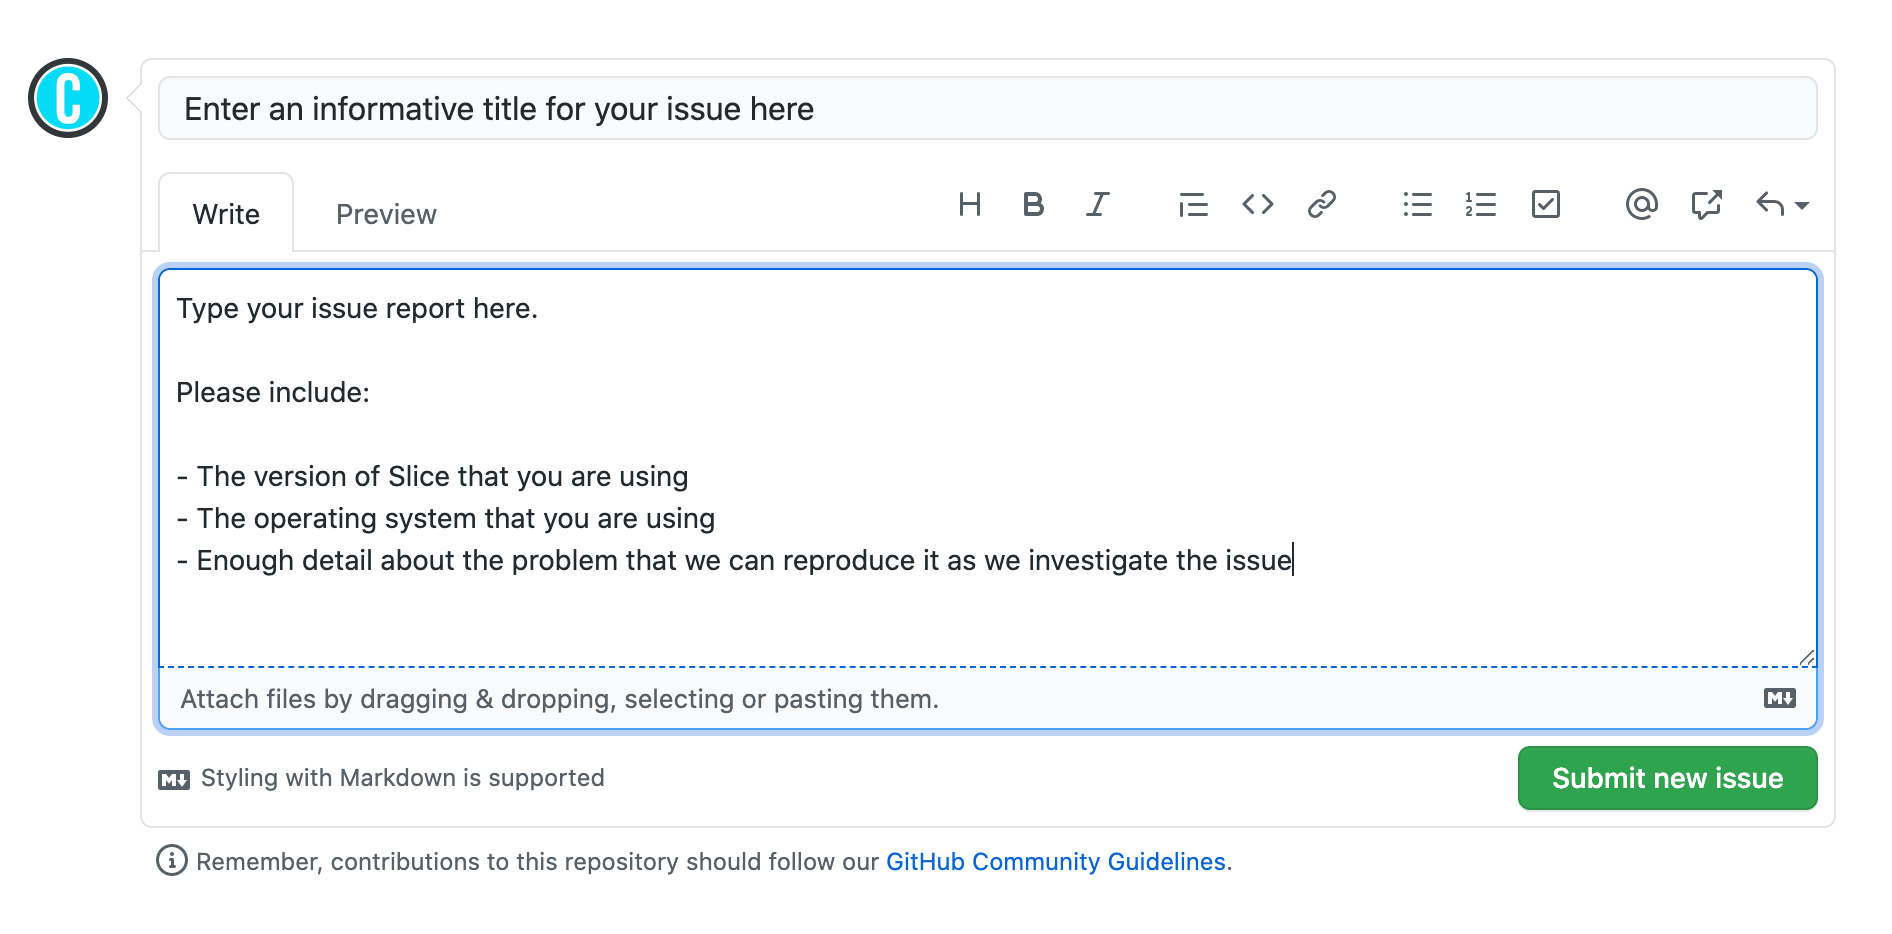 C
Enter an informative title for your issue here
Write
Preview
H B I
@
Type your issue report here.
Please include:
- The version of Slice that you are using
- The operating system that you are using
- Enough detail about the problem that we can reproduce it as we investigate the issue
Attach files by dragging & dropping, selecting or pasting them.
M
M Styling with Markdown is supported
Submit new issue
Remember, contributions to this repository should follow our GitHub Community Guidelines.